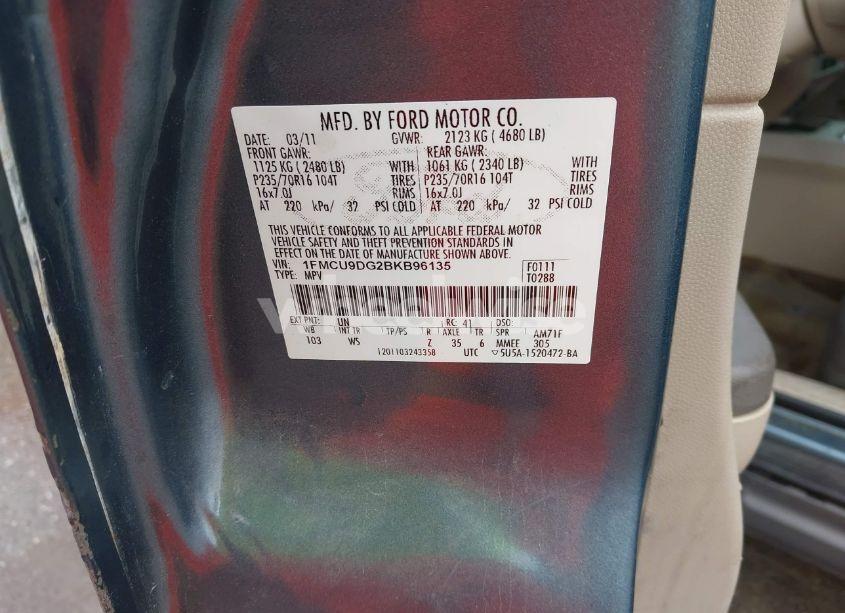 MFD. BY FORD MOTOR CO.
DATE: 03/11 GVWR: 2123 KG ( 4680 LB)
FRONT GAWR: REAR GAWR:
1125 KG ( 2480 LB) WITH 1061 KG ( 2340 LB) WITH
P235/70R16 104T TIRES P235/70R16 104T TIRES
16x7.0J RIMS 16x7.0J RIMS
AT 220 kPa/ 32 PSI COLD AT 220 kPa/ 32 PSI COLD
THIS VEHICLE CONFORMS TO ALL APPLICABLE FEDERAL MOTOR
VEHICLE SAFETY AND THEFT PREVENTION STANDARDS IN
EFFECT ON THE DATE OF MANUFACTURE SHOWN ABOVE.
VIN: 1FMCU9DG2BKB96135 F0111
TYPE: MPV T0288
EXT PNT: UN RC: 41 DSO:
WB INT TR TP/PS R AXLE TR SPR AM71F
103 WS Z 35 6 MMEE 305
1201103243358 UTC ▽5U5A-1520472-BA